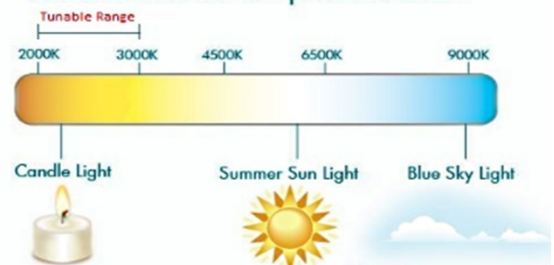 Tunable Range
2000K 3000K 4500K 6500K 9000K
Candle Light Summer Sun Light Blue Sky Light